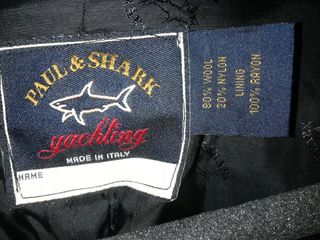 PAUL & SHARK
yachting
MADE IN ITALY
NAME
80% WOOL
20% NYLON
LINING
100% RAYON